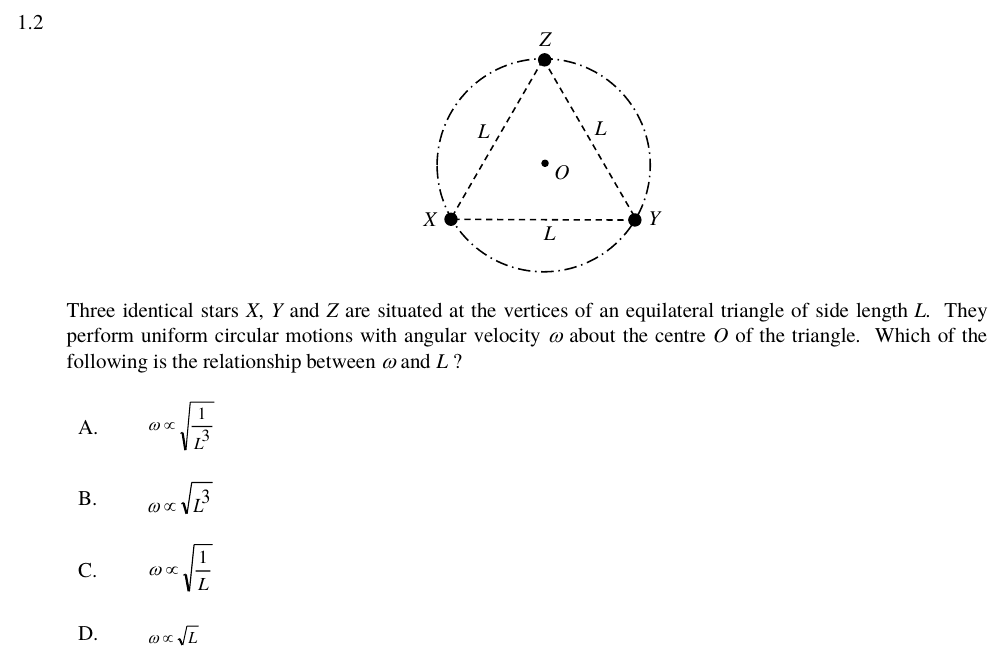 1.2
Z
L
L
O
X
Y
L
Three identical stars X, Y and Z are situated at the vertices of an equilateral triangle of side length L. They
perform uniform circular motions with angular velocity ω about the centre O of the triangle. Which of the
following is the relationship between ω and L ?
A. ω ∝ √(1/L³)
B. ω ∝ √(L³)
C. ω ∝ √(1/L)
D. ω ∝ √L